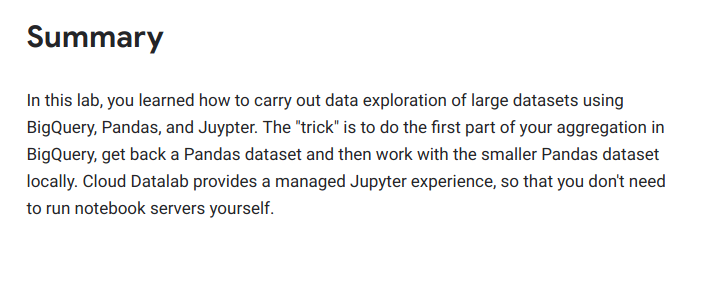 Summary
In this lab, you learned how to carry out data exploration of large datasets using
BigQuery, Pandas, and Juypter. The "trick" is to do the first part of your aggregation in
BigQuery, get back a Pandas dataset and then work with the smaller Pandas dataset
locally. Cloud Datalab provides a managed Jupyter experience, so that you don't need
to run notebook servers yourself.